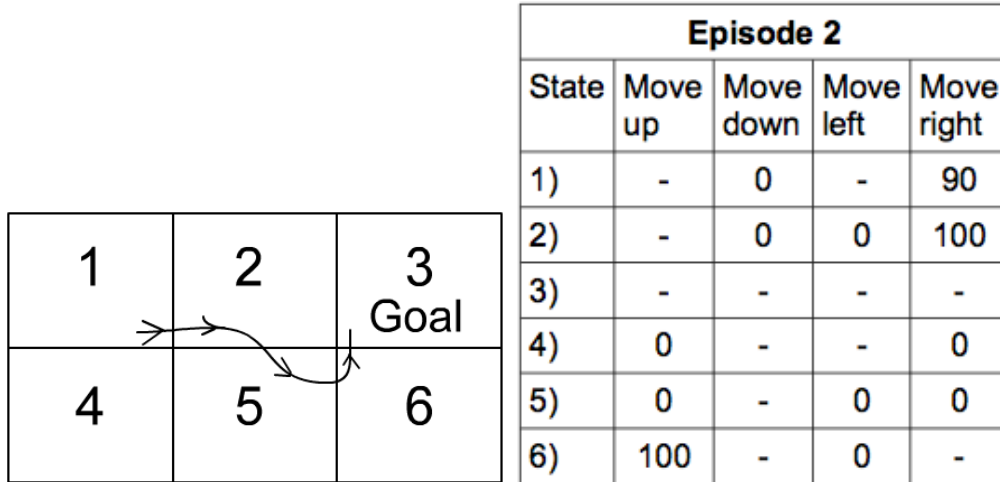 1 2 3
Goal
4 5 6
Episode 2
State Move up Move down Move left Move right
1) - 0 - 90
2) - 0 0 100
3) - - - -
4) 0 - - 0
5) 0 - 0 0
6) 100 - 0 -